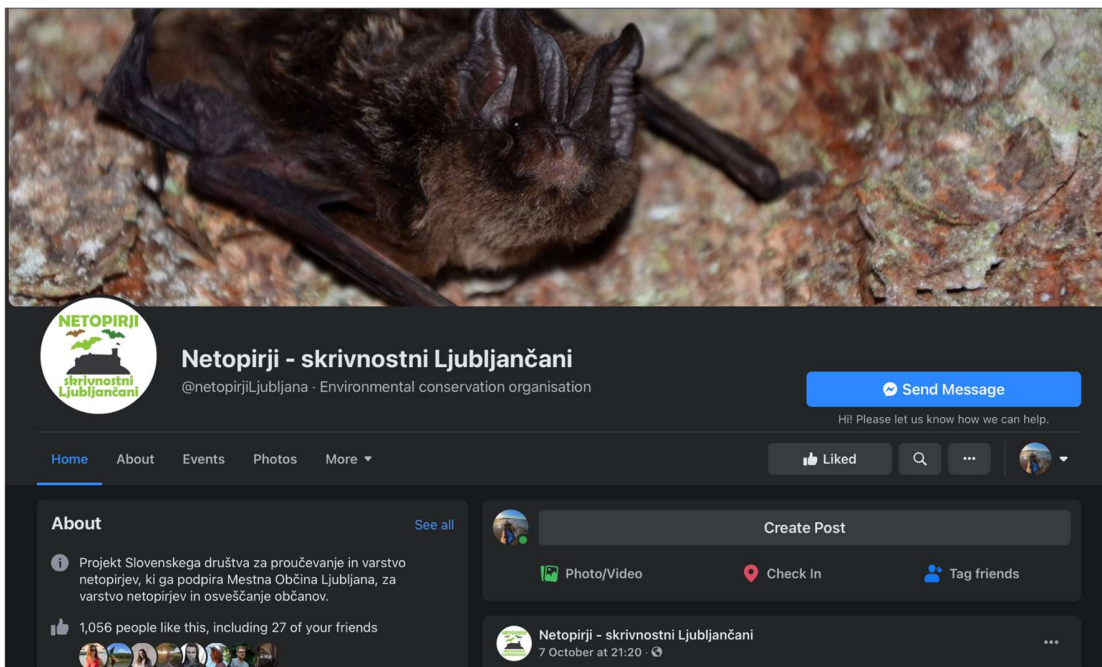 NETOPIRJI
skrivnostni
Ljubljančani
Netopirji - skrivnostni Ljubljančani
@netopirjiLjubljana · Environmental conservation organisation
Send Message
Hi! Please let us know how we can help.
Home About Events Photos More
Liked
About
See all
Projekt Slovenskega društva za proučevanje in varstvo
netopirjev, ki ga podpira Mestna Občina Ljubljana, za
varstvo netopirjev in osveščanje občanov.
1,056 people like this, including 27 of your friends
Create Post
Photo/Video Check In Tag friends
Netopirji - skrivnostni Ljubljančani
7 October at 21:20 ·